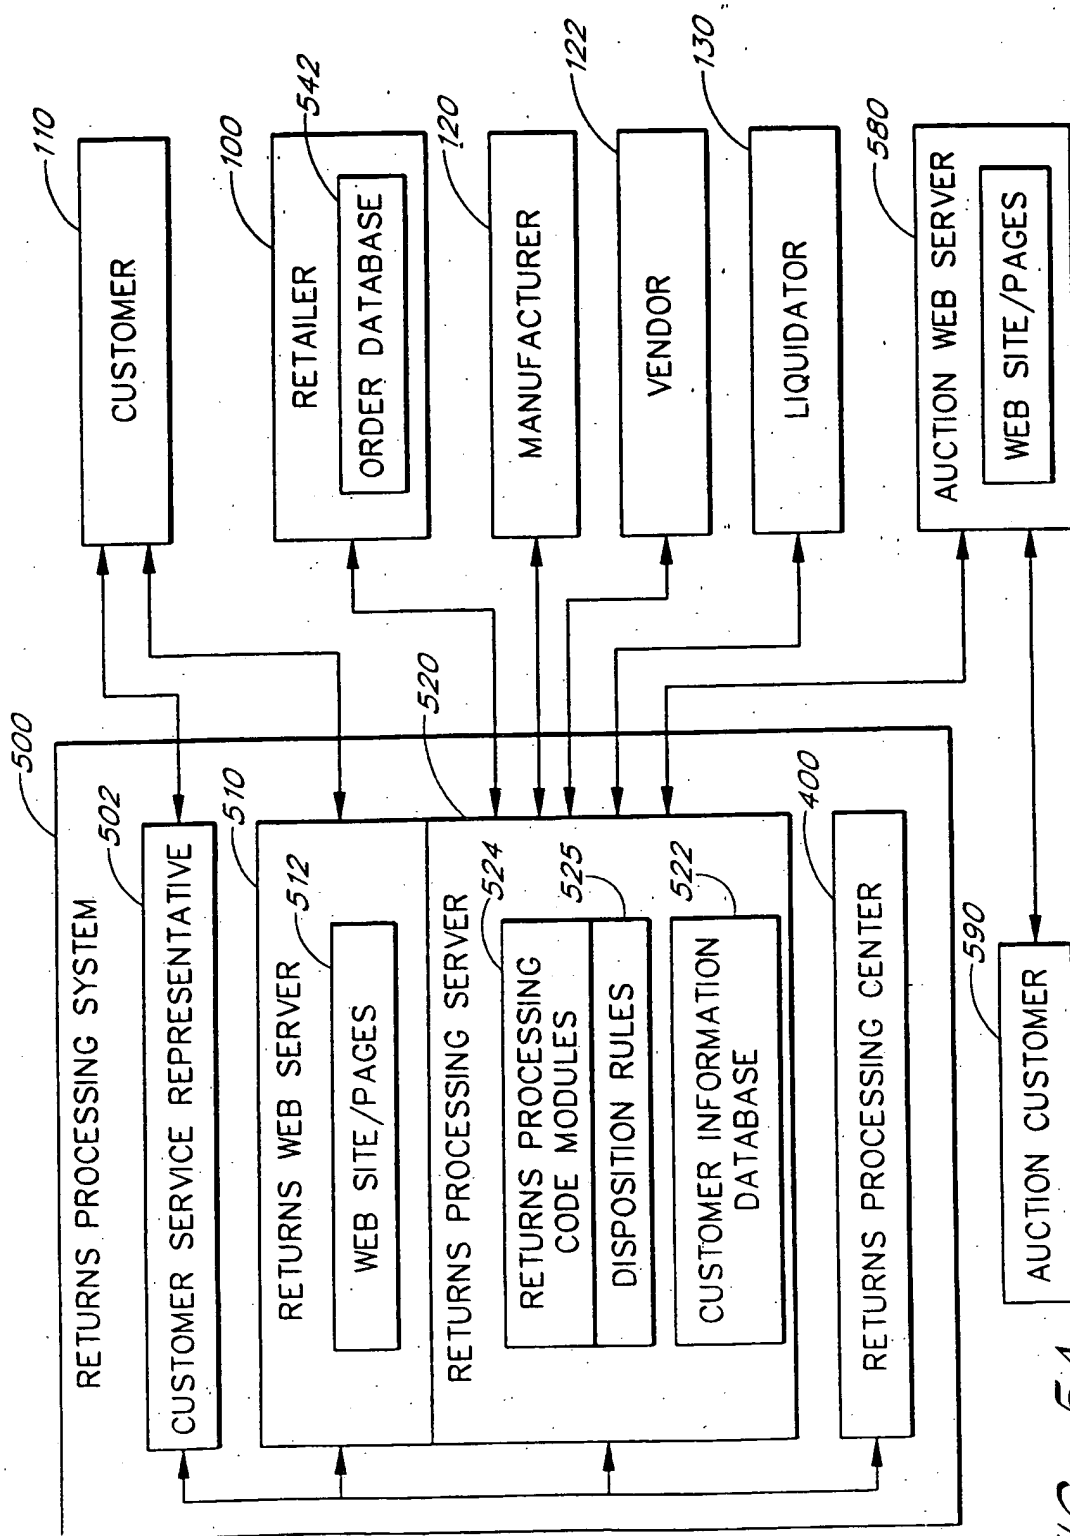 RETURNS PROCESSING SYSTEM
500
CUSTOMER SERVICE REPRESENTATIVE
502
RETURNS WEB SERVER
510
WEB SITE/PAGES
512
RETURNS PROCESSING SERVER
520
RETURNS PROCESSING
CODE MODULES
524
DISPOSITION RULES
525
CUSTOMER INFORMATION
DATABASE
522
RETURNS PROCESSING CENTER
400
CUSTOMER
110
RETAILER
100
ORDER DATABASE
542
MANUFACTURER
120
VENDOR
122
LIQUIDATOR
130
AUCTION WEB SERVER
580
WEB SITE/PAGES
AUCTION CUSTOMER
590